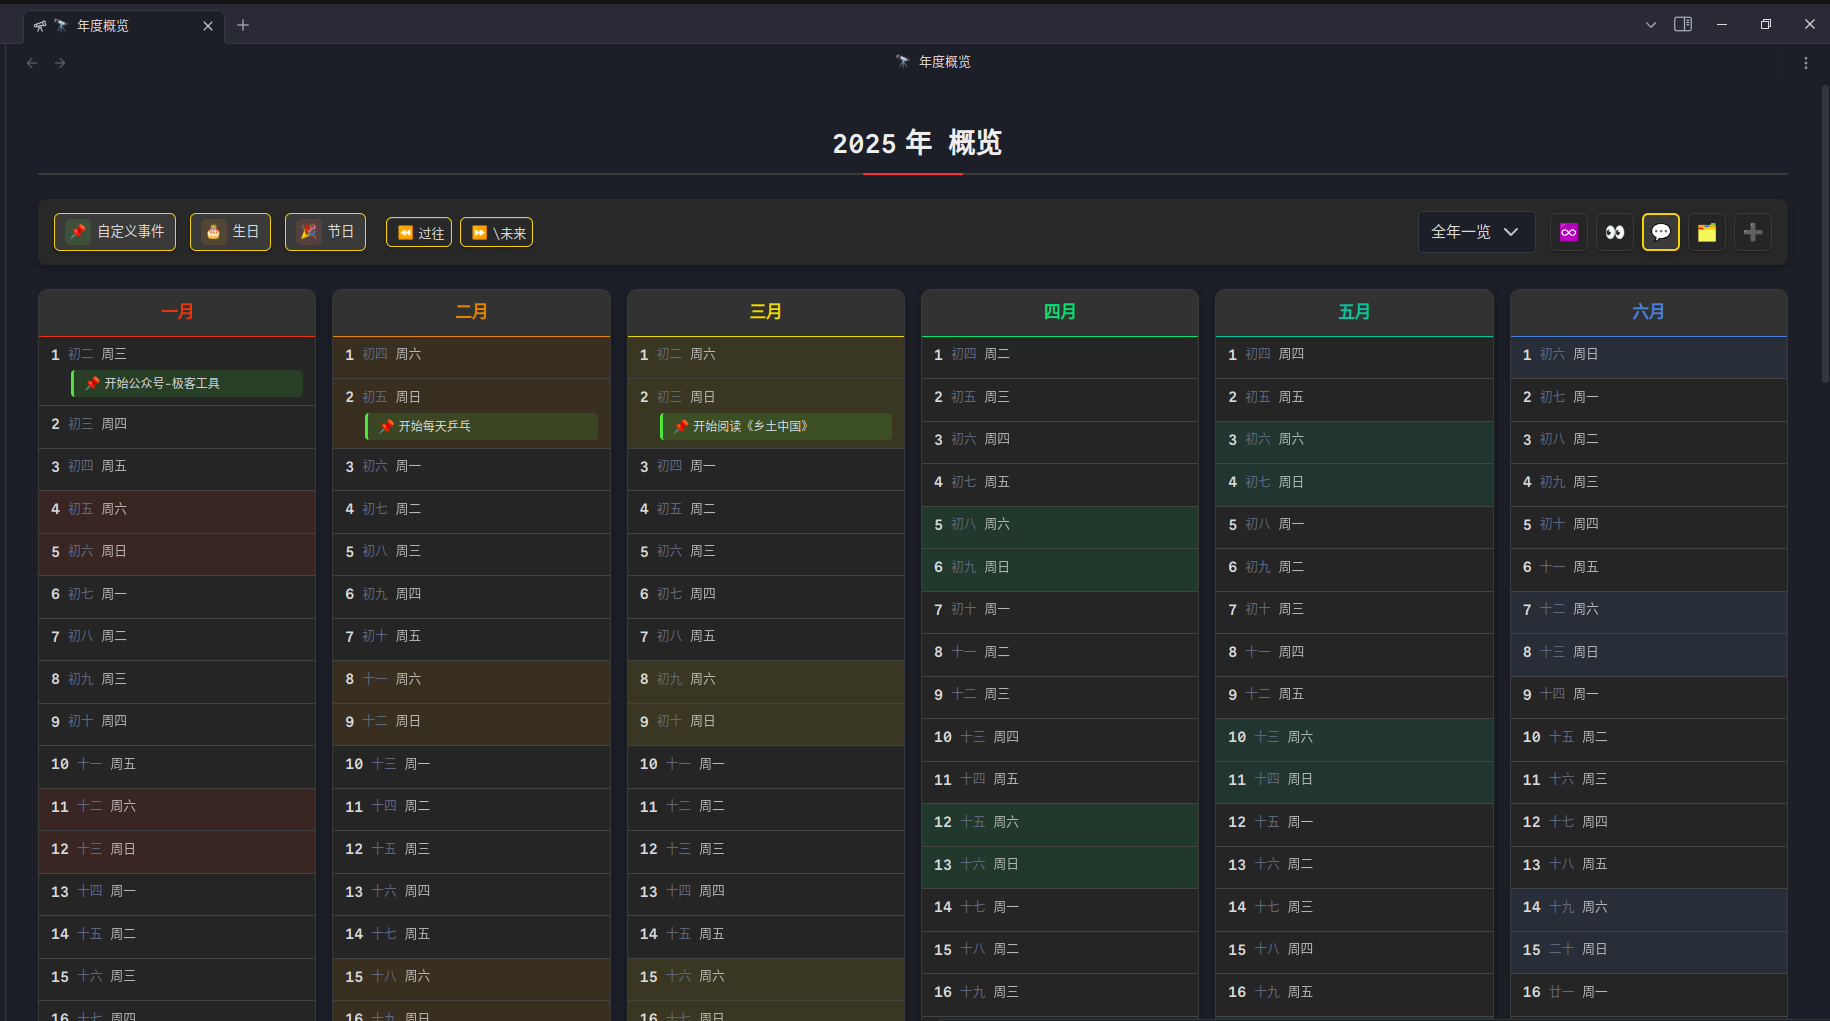 年度概览
年度概览
2025 年 概览
自定义事件 生日 节日 过往 \未来 全年一览
一月
1 初二 周三
开始公众号-极客工具
2 初三 周四
3 初四 周五
4 初五 周六
5 初六 周日
6 初七 周一
7 初八 周二
8 初九 周三
9 初十 周四
10 十一 周五
11 十二 周六
12 十三 周日
13 十四 周一
14 十五 周二
15 十六 周三
16 十七 周四
二月
1 初四 周六
2 初五 周日
开始每天乒乓
3 初六 周一
4 初七 周二
5 初八 周三
6 初九 周四
7 初十 周五
8 十一 周六
9 十二 周日
10 十三 周一
11 十四 周二
12 十五 周三
13 十六 周四
14 十七 周五
15 十八 周六
16 十九 周日
三月
1 初二 周六
2 初三 周日
开始阅读《乡土中国》
3 初四 周一
4 初五 周二
5 初六 周三
6 初七 周四
7 初八 周五
8 初九 周六
9 初十 周日
10 十一 周一
11 十二 周二
12 十三 周三
13 十四 周四
14 十五 周五
15 十六 周六
16 十七 周日
四月
1 初四 周二
2 初五 周三
3 初六 周四
4 初七 周五
5 初八 周六
6 初九 周日
7 初十 周一
8 十一 周二
9 十二 周三
10 十三 周四
11 十四 周五
12 十五 周六
13 十六 周日
14 十七 周一
15 十八 周二
16 十九 周三
五月
1 初四 周四
2 初五 周五
3 初六 周六
4 初七 周日
5 初八 周一
6 初九 周二
7 初十 周三
8 十一 周四
9 十二 周五
10 十三 周六
11 十四 周日
12 十五 周一
13 十六 周二
14 十七 周三
15 十八 周四
16 十九 周五
六月
1 初六 周日
2 初七 周一
3 初八 周二
4 初九 周三
5 初十 周四
6 十一 周五
7 十二 周六
8 十三 周日
9 十四 周一
10 十五 周二
11 十六 周三
12 十七 周四
13 十八 周五
14 十九 周六
15 二十 周日
16 廿一 周一